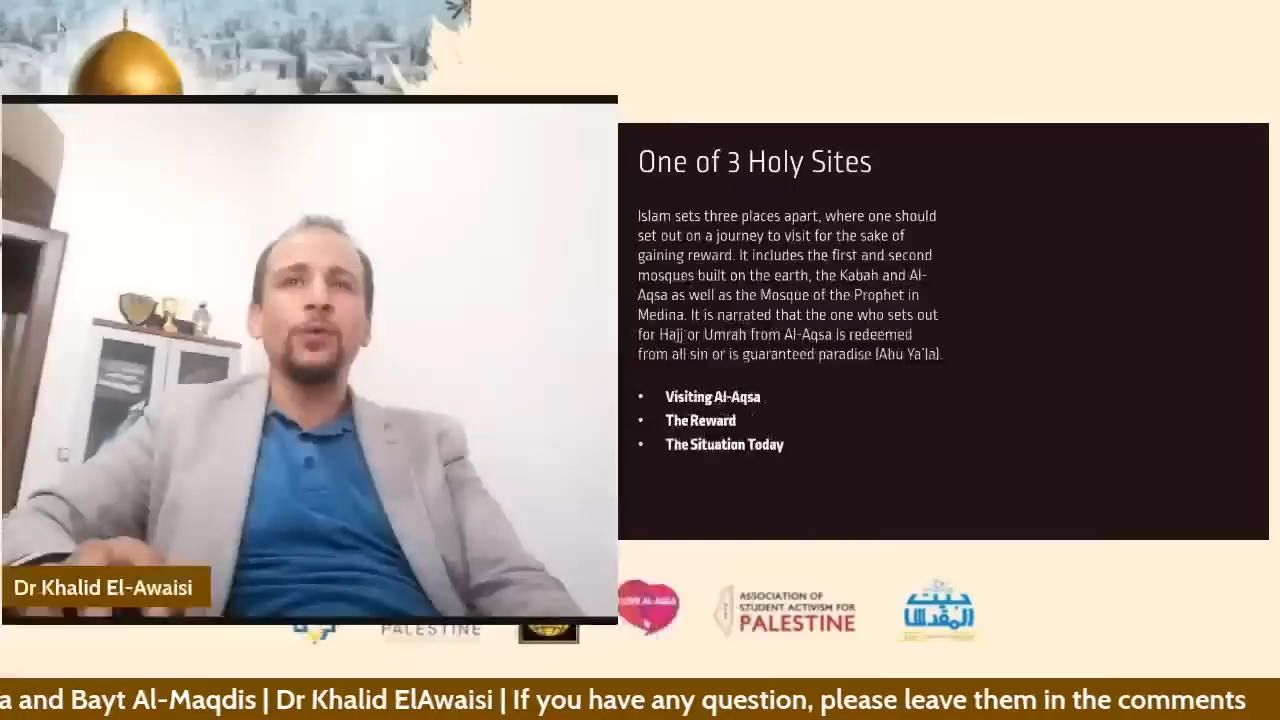 One of 3 Holy Sites
Islam sets three places apart, where one should
set out on a journey to visit for the sake of
gaining reward. It includes the first and second
mosques built on the earth, the Kabah and Al-
Aqsa as well as the Mosque of the Prophet in
Medina. It is narrated that the one who sets out
for Hajj or Umrah from Al-Aqsa is redeemed
from all sin or is guaranteed paradise (Abu Ya'la).
• Visiting Al-Aqsa
• The Reward
• The Situation Today
Dr Khalid El-Awaisi
PALESTINE
LOVE AL-AQSA
ASSOCIATION OF
STUDENT ACTIVISM FOR
PALESTINE
المقدس
a and Bayt Al-Maqdis | Dr Khalid ElAwaisi | If you have any question, please leave them in the comments